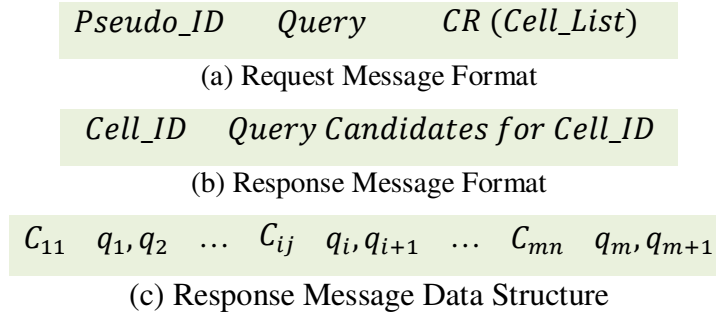 Pseudo_ID Query CR (Cell_List)
(a) Request Message Format
Cell_ID Query Candidates for Cell_ID
(b) Response Message Format
C₁₁ q₁, q₂ … Cᵢⱼ qᵢ, qᵢ₊₁ … Cₘₙ qₘ, qₘ₊₁
(c) Response Message Data Structure